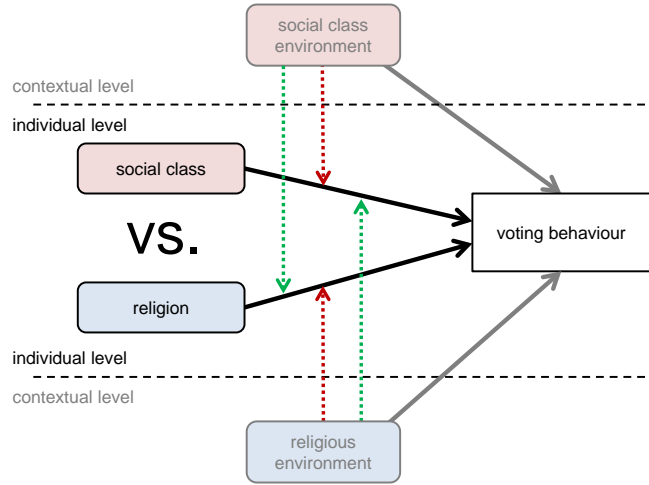 social class
environment
contextual level
individual level
social class
vs.
voting behaviour
religion
individual level
contextual level
religious
environment